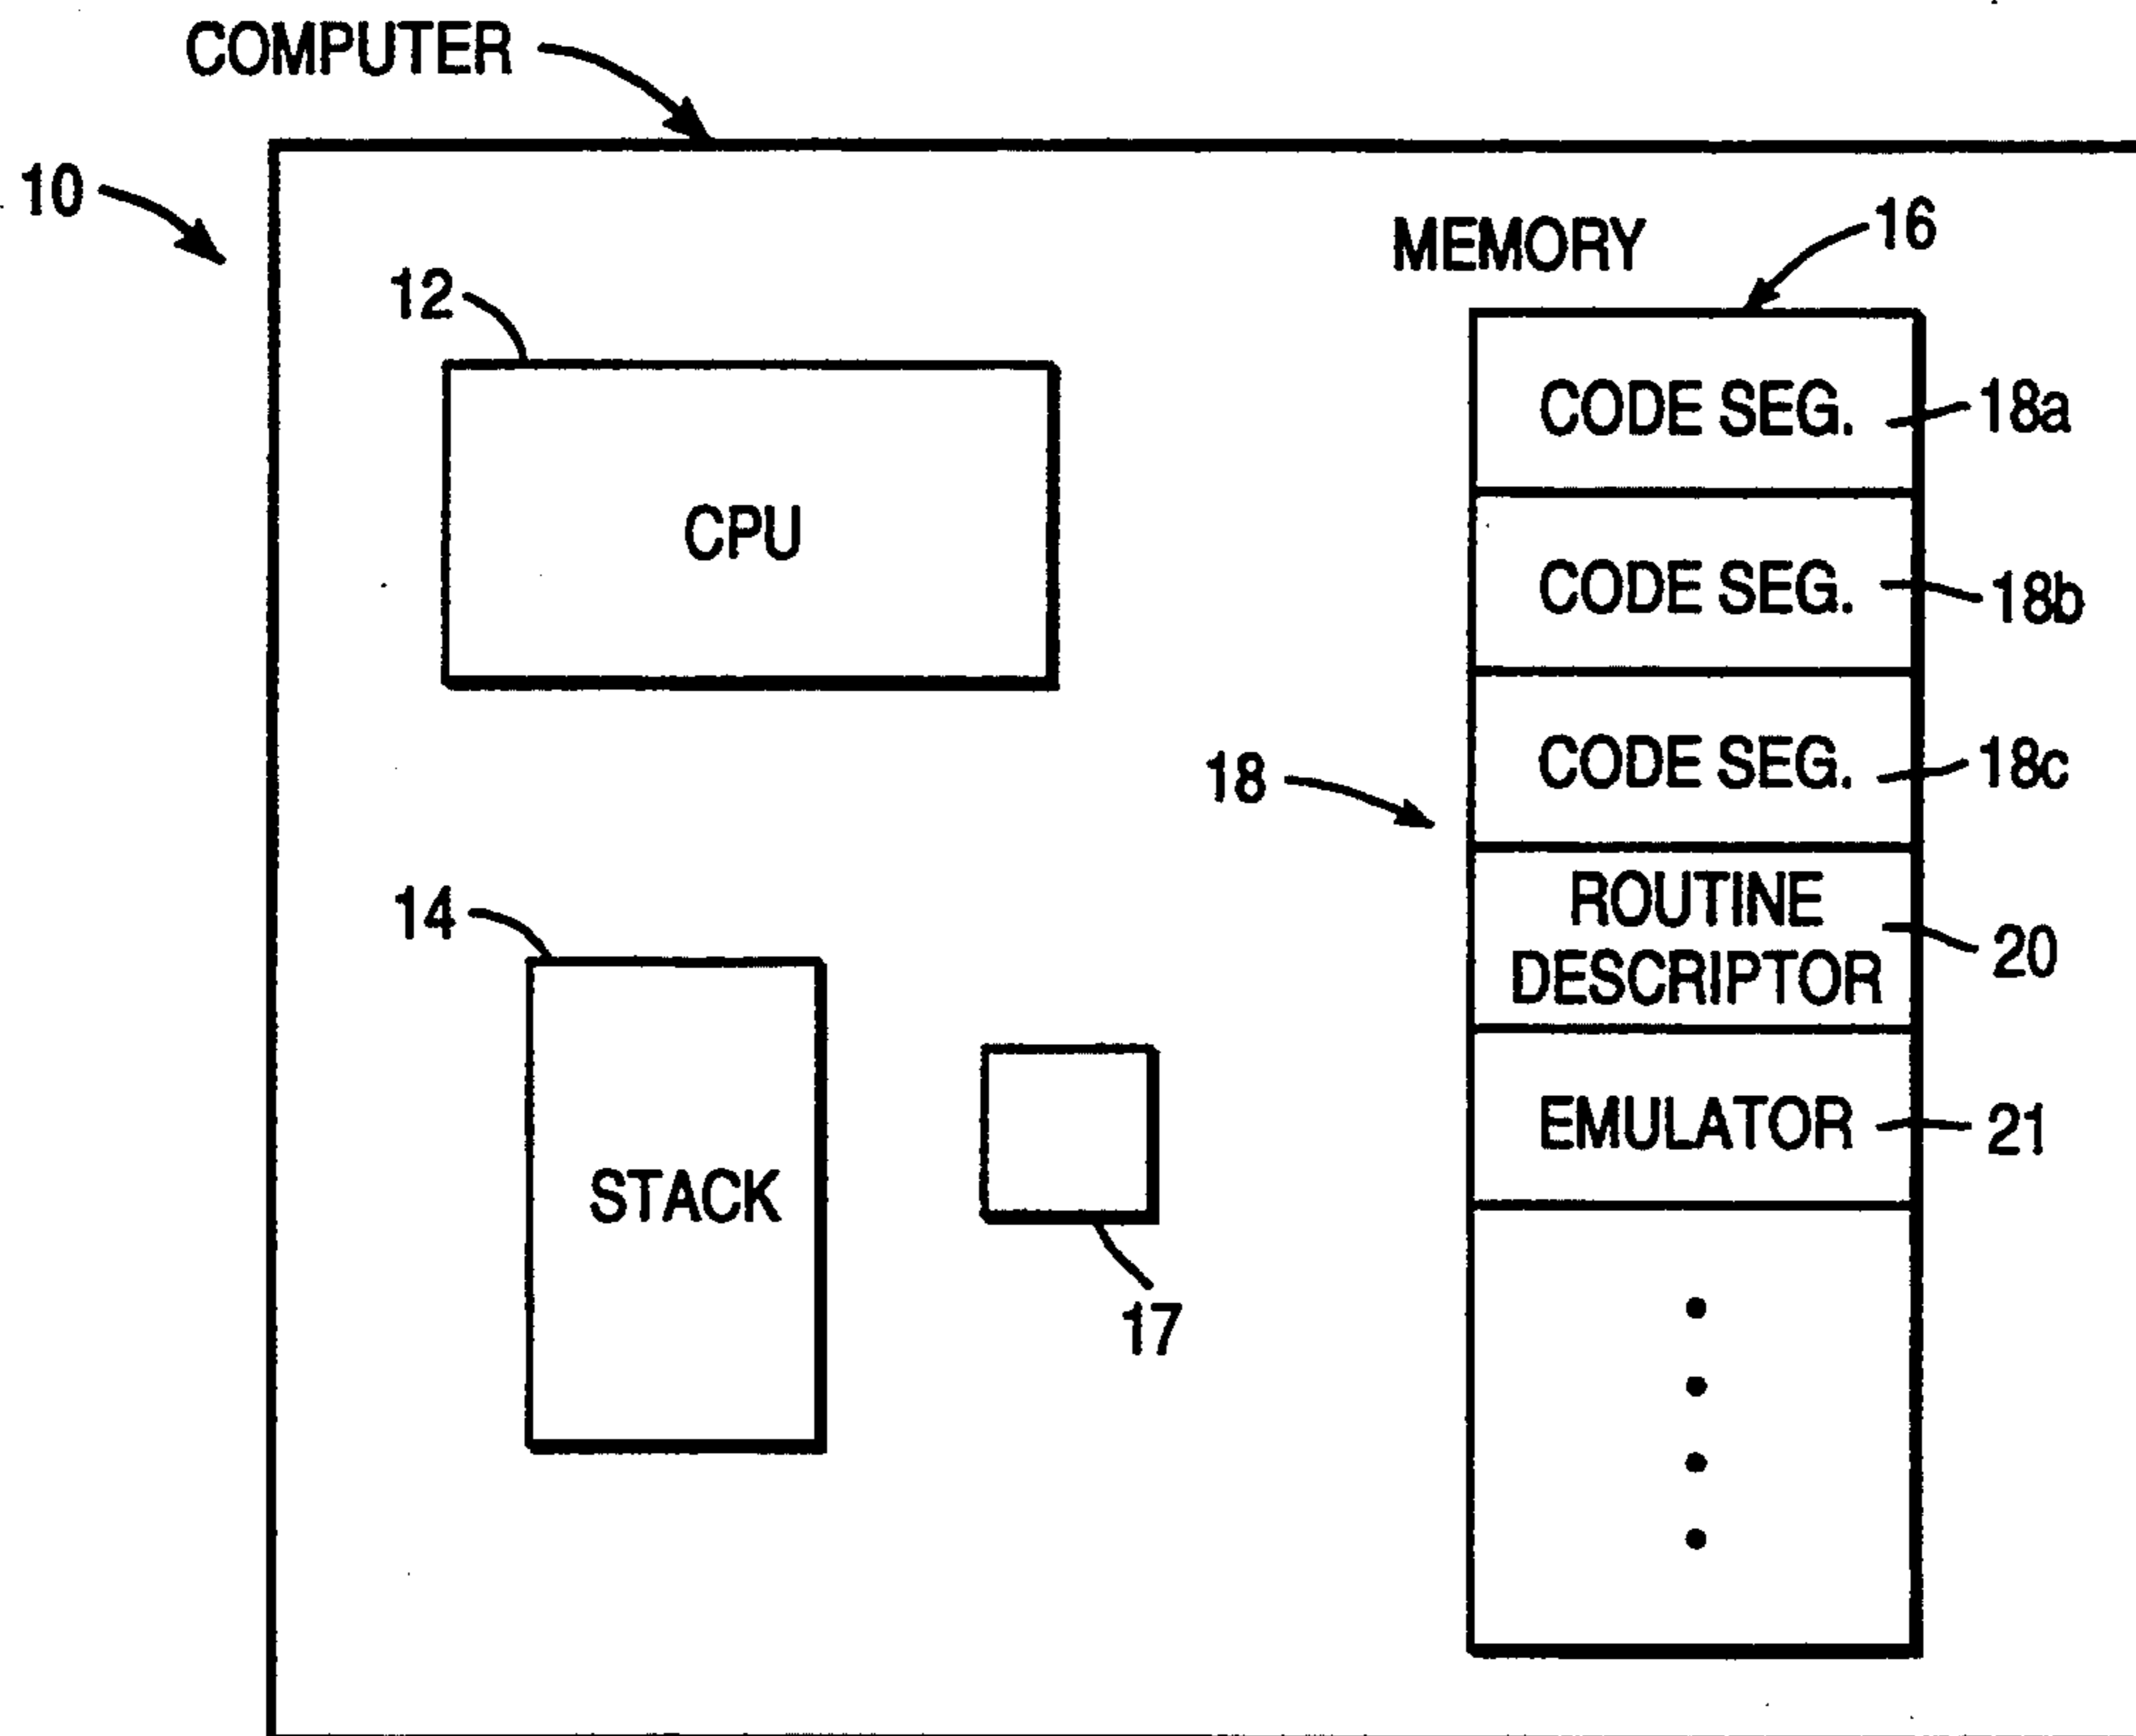 COMPUTER
10
MEMORY
16
12
CODE SEG.
18a
CPU
CODE SEG.
18b
CODE SEG.
18c
18
ROUTINE
DESCRIPTOR
20
14
EMULATOR
21
STACK
17